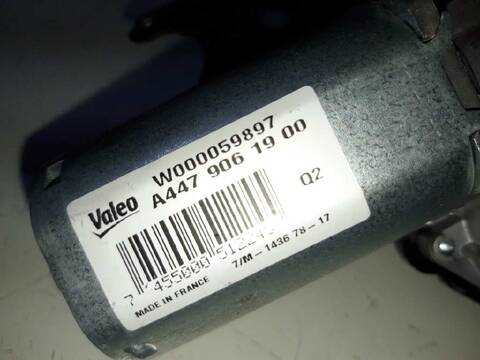 Valeo
W000059897
A447 906 19 00
Q2
7/M-1436 78-17
MADE IN FRANCE